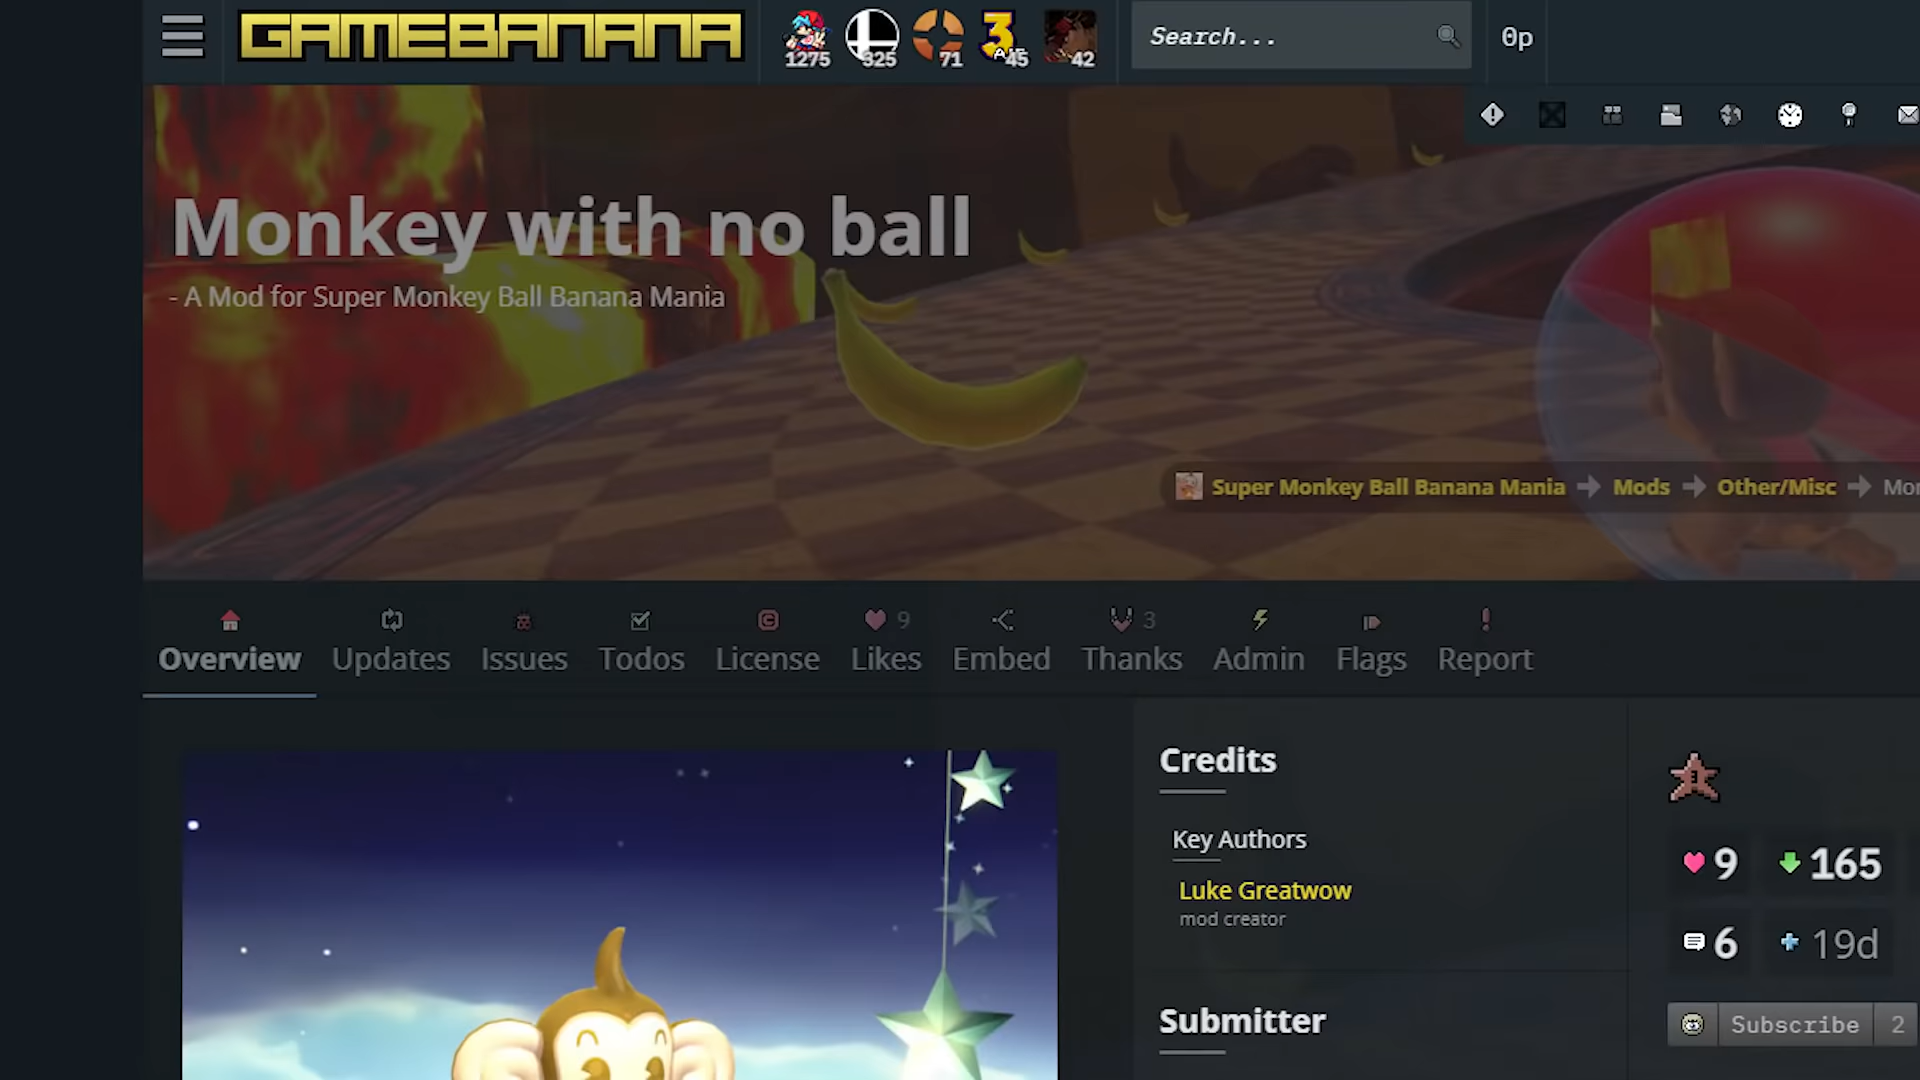 GAMEBANANA
1275
325
71
45
42
Search...
0p
Monkey with no ball
- A Mod for Super Monkey Ball Banana Mania
Super Monkey Ball Banana Mania
Mods
Other/Misc
Overview
Updates
Issues
Todos
License
9
Likes
Embed
3
Thanks
Admin
Flags
Report
Credits
Key Authors
Luke Greatwow
mod creator
Submitter
9
165
6
19d
Subscribe
2